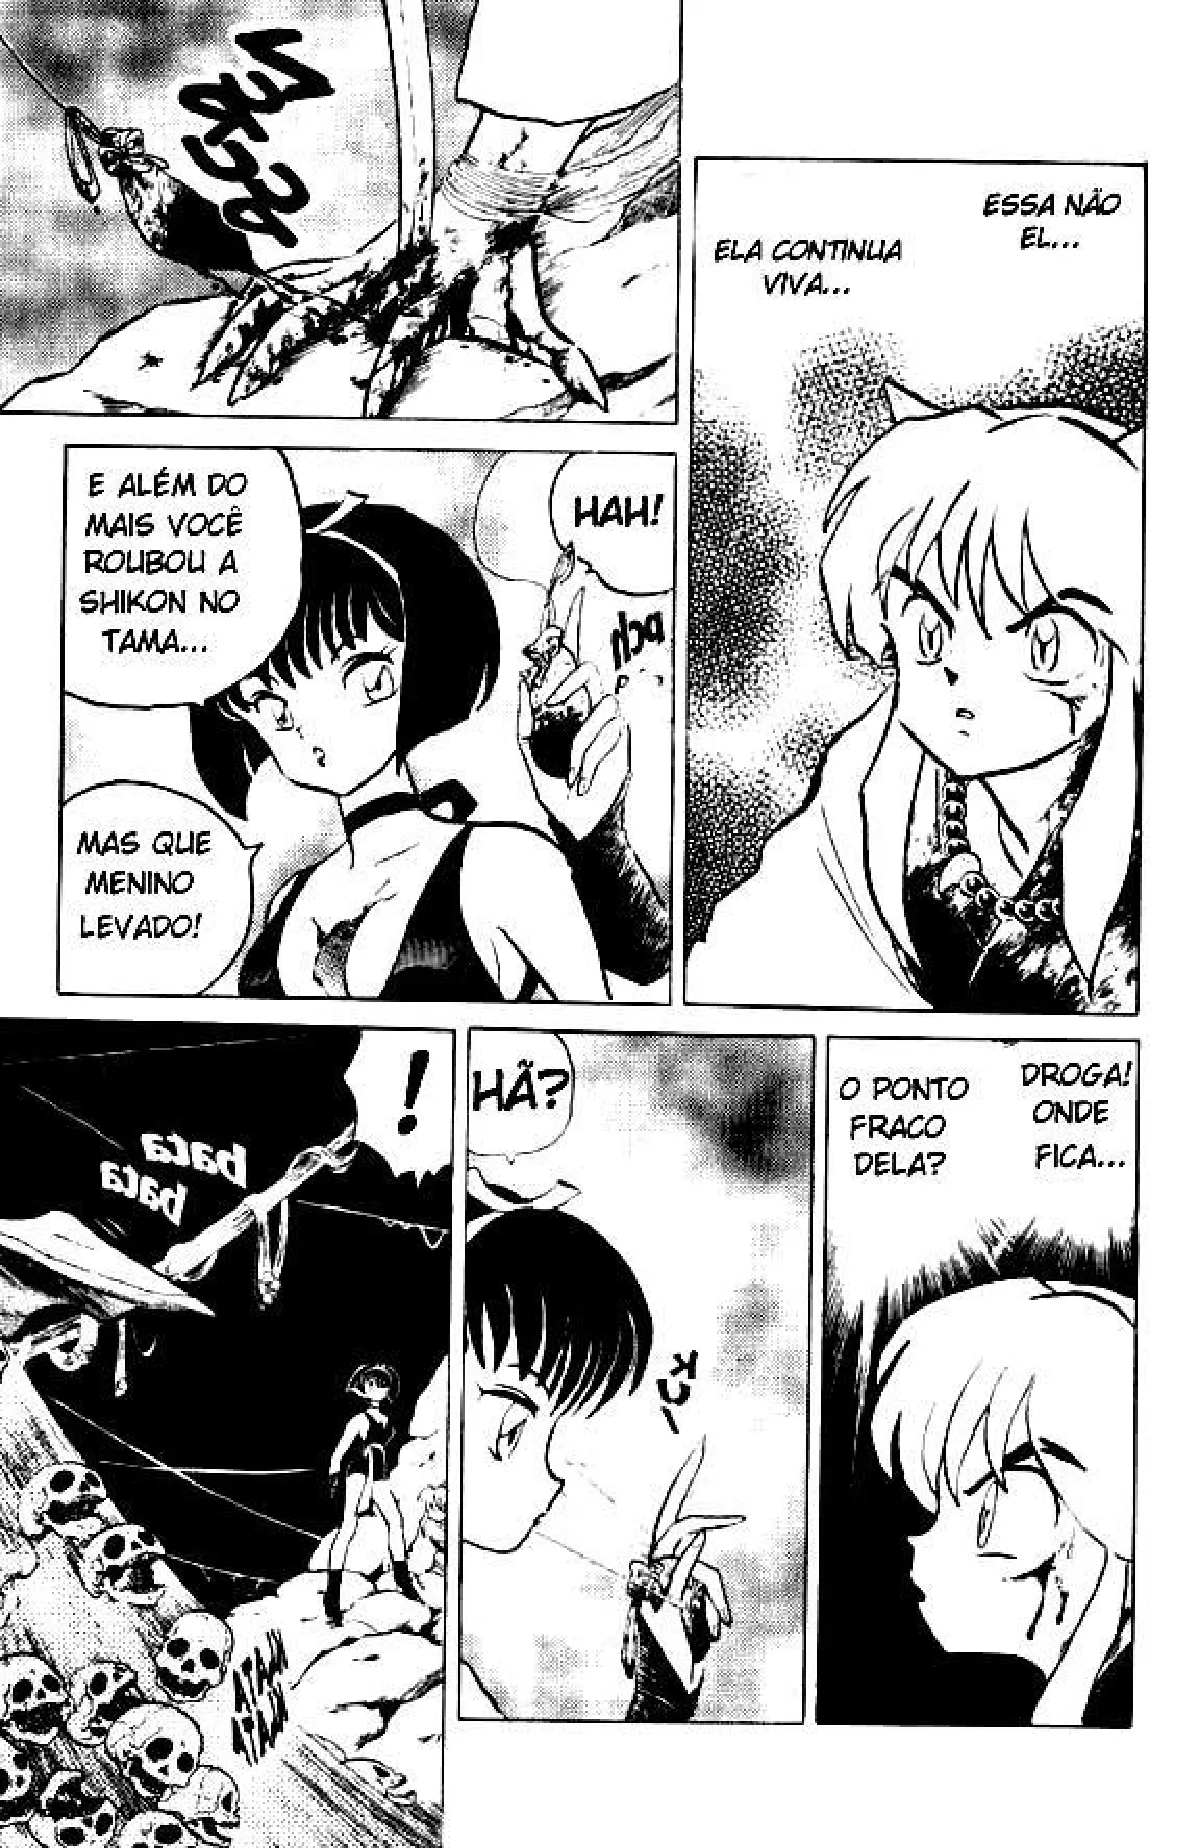 ESSA NÃO
EL...
ELA CONTINUA
VIVA...
HAH!
E ALÉM DO
MAIS VOCÊ
ROUBOU A
SHIKON NO
TAMA...
MAS QUE
MENINO
LEVADO!
DROGA!
ONDE
FICA...
O PONTO
FRACO
DELA?
HÃ?
!
bata
bata